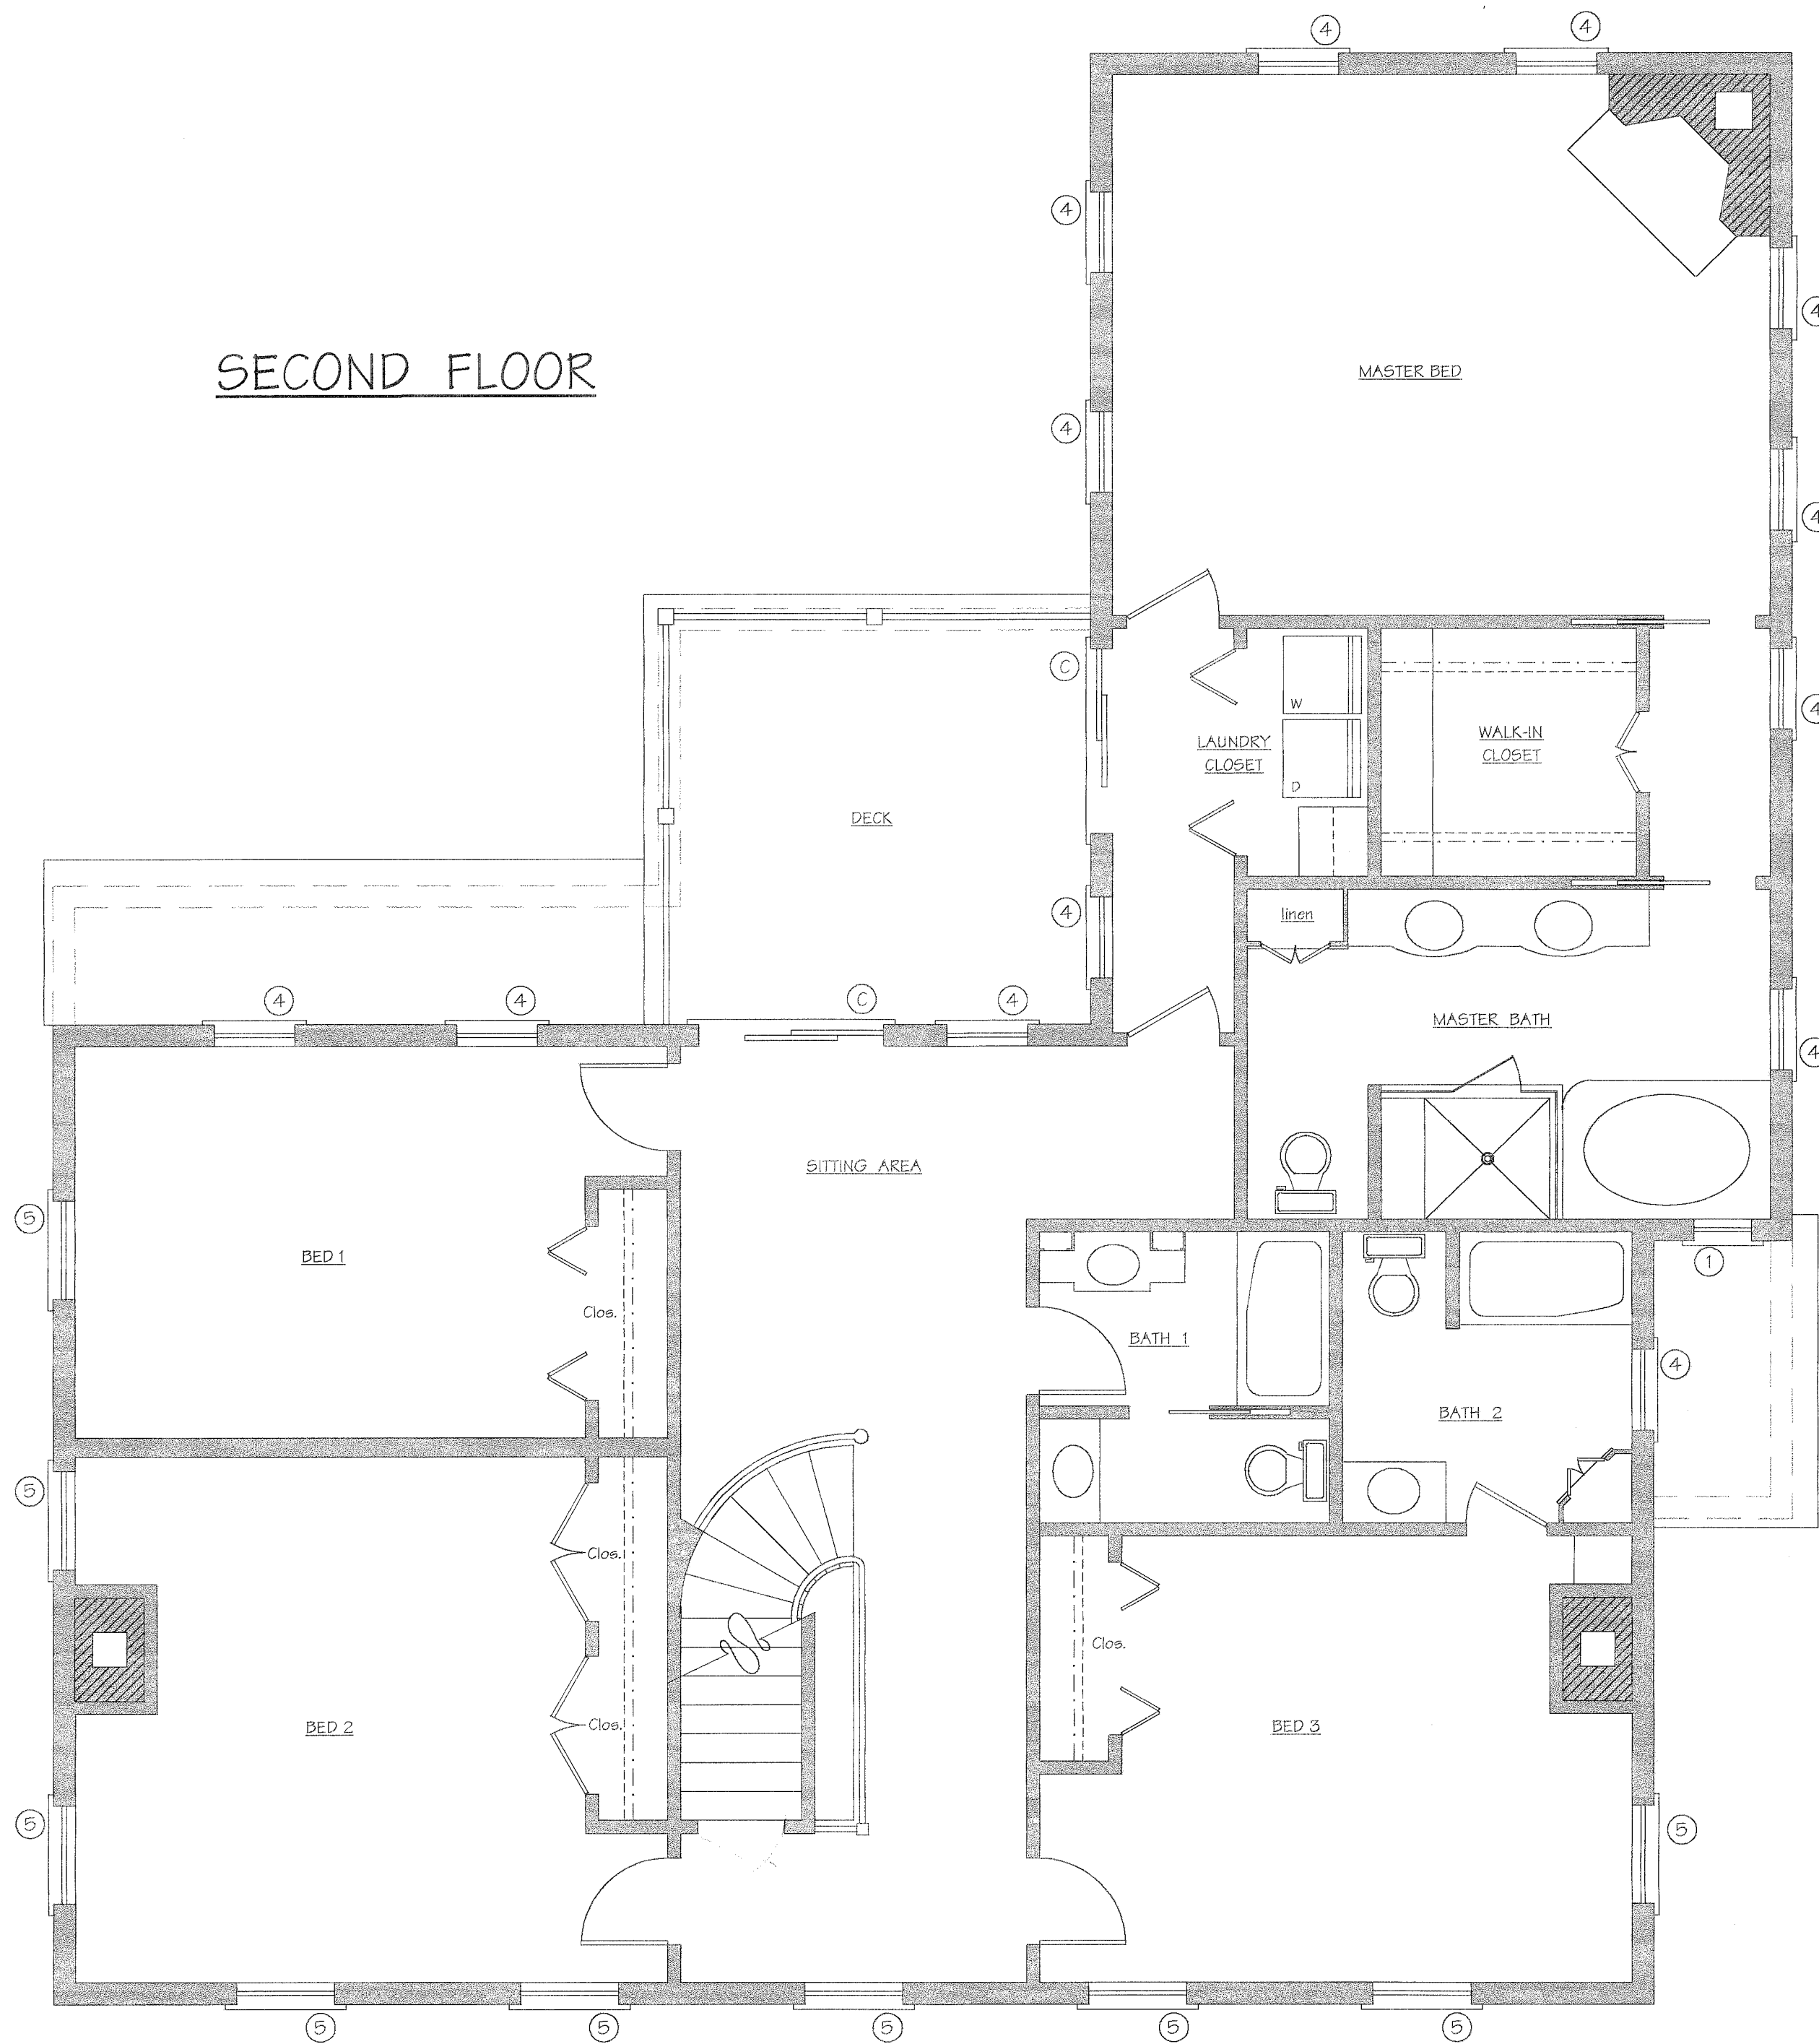 4
4
4
4
SECOND FLOOR
MASTER BED
4
4
C
W
4
WALK-IN
CLOSET
LAUNDRY
CLOSET
D
DECK
4
linen
4
4
C
4
MASTER BATH
4
SITTING AREA
5
BED 1
1
Clos.
BATH 1
4
BATH 2
5
Clos.
Clos.
BED 2
Clos.
BED 3
5
5
5
5
5
5
5
4